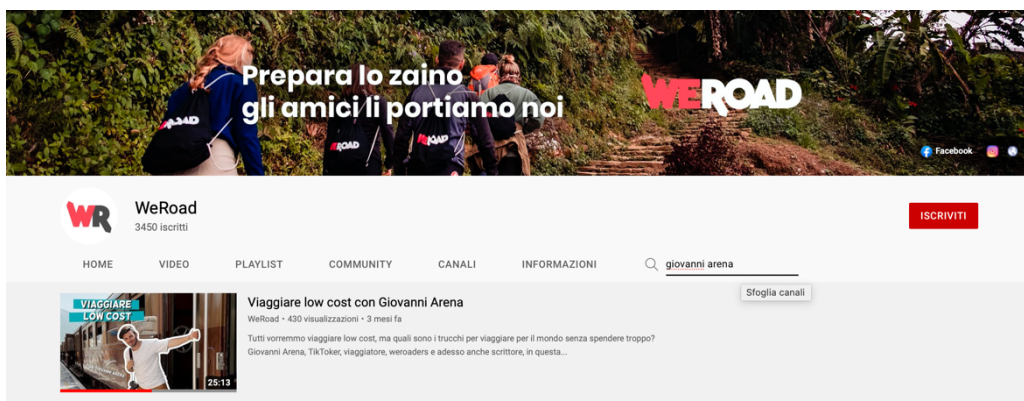 Prepara lo zaino
gli amici li portiamo noi
WEROAD
ROAD
Facebook
WR
WeRoad
3450 iscritti
ISCRIVITI
HOME VIDEO PLAYLIST COMMUNITY CANALI INFORMAZIONI giovanni arena
Sfoglia canali
VIAGGIARE
LOW COST
25:13
Viaggiare low cost con Giovanni Arena
WeRoad • 430 visualizzazioni • 3 mesi fa
Tutti vorremmo viaggiare low cost, ma quali sono i trucchi per viaggiare per il mondo senza spendere troppo?
Giovanni Arena, TikToker, viaggiatore, weroaders e adesso anche scrittore, in questa...